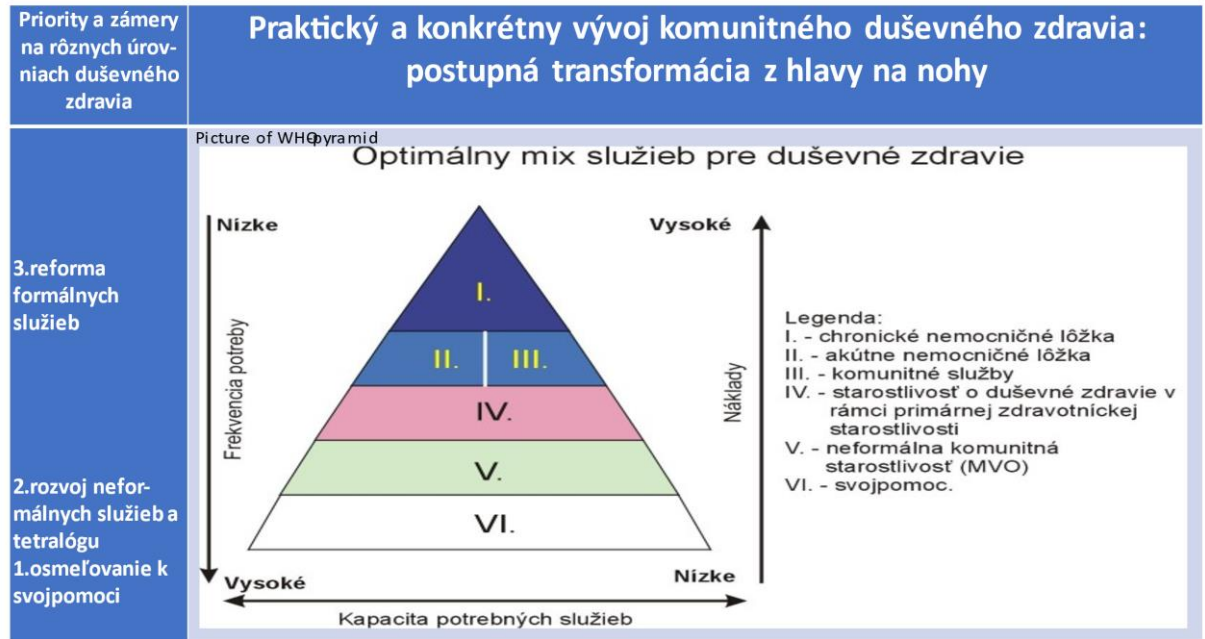 Priority a zámery
na rôznych úrov-
niach duševného
zdravia
Praktický a konkrétny vývoj komunitného duševného zdravia:
postupná transformácia z hlavy na nohy
3.reforma
formálnych
služieb
2.rozvoj nefor-
málnych služieb a
tetralógu
1.osmeľovanie k
svojpomoci
Picture of WHO pyramid
Optimálny mix služieb pre duševné zdravie
Nízke
Frekvencia potreby
Vysoké
I.
II.
III.
IV.
V.
VI.
Vysoké
Náklady
Nízke
Kapacita potrebných služieb
Legenda:
I. - chronické nemocničné lôžka
II. - akútne nemocničné lôžka
III. - komunitné služby
IV. - starostlivosť o duševné zdravie v
rámci primárnej zdravotníckej
starostlivosti
V. - neformálna komunitná
starostlivosť (MVO)
VI. - svojpomoc.